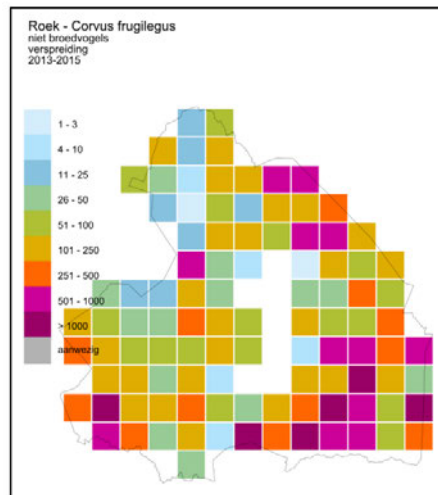 Roek - Corvus frugilegus
niet broedvogels
verspreiding
2013-2015
1 - 3
4 - 10
11 - 25
26 - 50
51 - 100
101 - 250
251 - 500
501 - 1000
> 1000
aanwezig